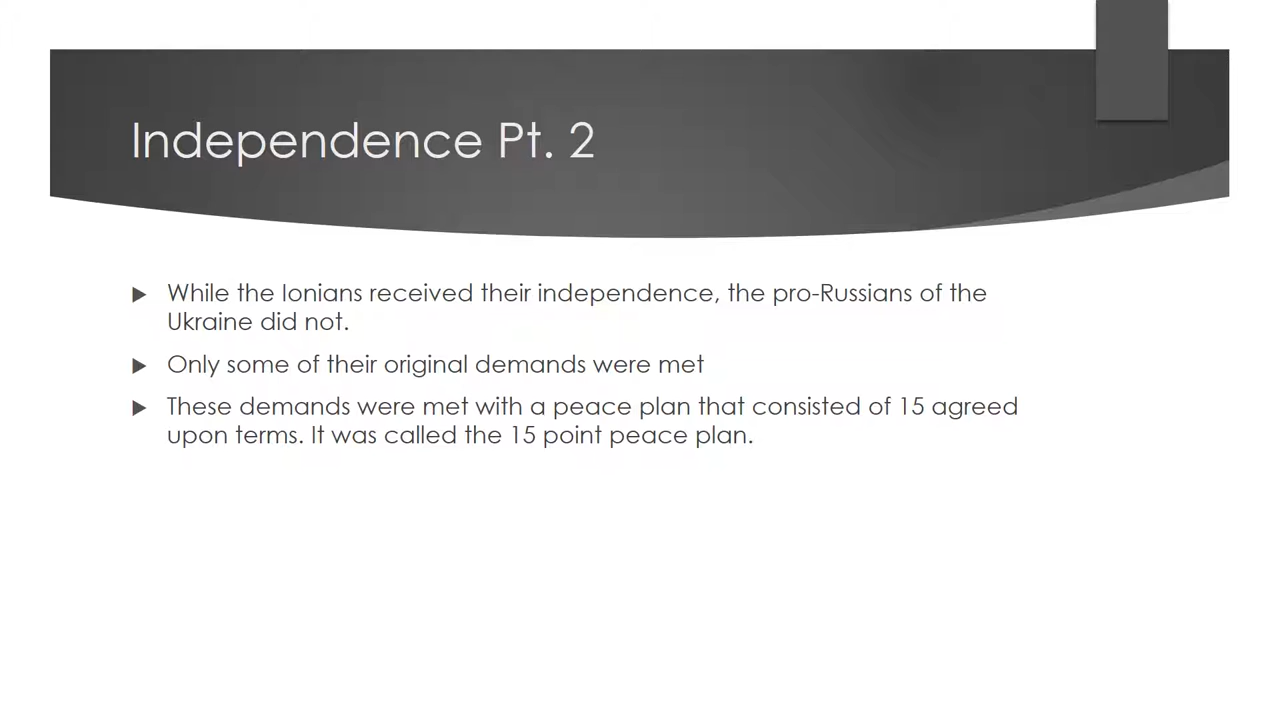 Independence Pt. 2
While the Ionians received their independence, the pro-Russians of the
Ukraine did not.
Only some of their original demands were met
These demands were met with a peace plan that consisted of 15 agreed
upon terms. It was called the 15 point peace plan.